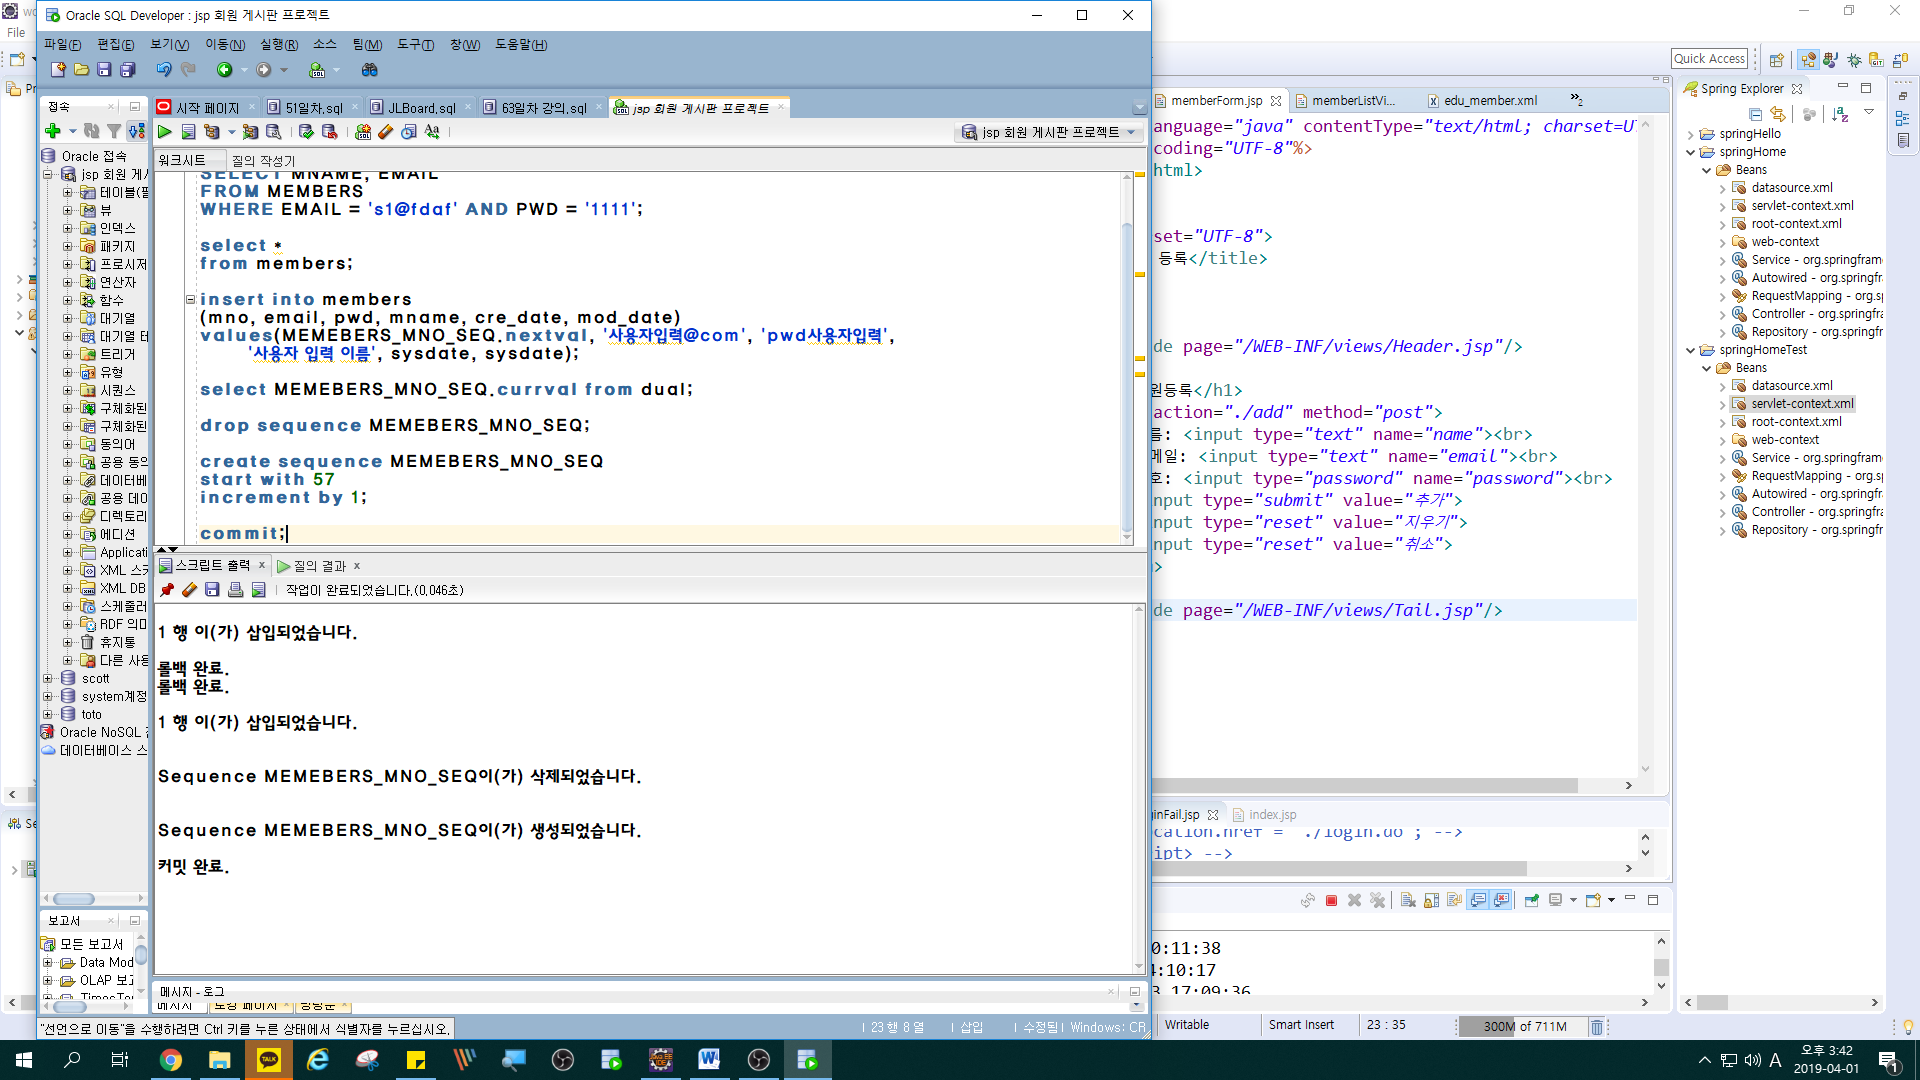 Oracle SQL Developer : jsp 회원 게시판 프로젝트
파일(F) 편집(E) 보기(V) 이동(N) 실행(R) 소스 팀(M) 도구(T) 창(W) 도움말(H)
접속
시작 페이지 51일차.sql JLBoard.sql 63일차 강의.sql jsp 회원 게시판 프로젝트
jsp 회원 게시판 프로젝트
워크시트 질의 작성기
Oracle 접속
jsp 회원 게시
테이블(필
뷰
인덱스
패키지
프로시저
연산자
함수
대기열
대기열 테
트리거
유형
시퀀스
구체화된
구체화된
동의어
공용 동의
데이터베
공용 데이
디렉토리
에디션
Applicati
XML 스키
XML DB
스케줄러
RDF 의미
휴지통
다른 사용
scott
system계정
toto
Oracle NoSQL
데이터베이스 스
보고서
모든 보고서
Data Mod
OLAP 보고
SELECT MNAME, EMAIL
FROM MEMBERS
WHERE EMAIL = 's1@fdaf' AND PWD = '1111';
select *
from members;
insert into members
(mno, email, pwd, mname, cre_date, mod_date)
values(MEMEBERS_MNO_SEQ.nextval, '사용자입력@com', 'pwd사용자입력',
'사용자 입력 이름', sysdate, sysdate);
select MEMEBERS_MNO_SEQ.currval from dual;
drop sequence MEMEBERS_MNO_SEQ;
create sequence MEMEBERS_MNO_SEQ
start with 57
increment by 1;
commit;
스크립트 출력 질의 결과
작업이 완료되었습니다.(0,046초)
1 행 이(가) 삽입되었습니다.
롤백 완료.
롤백 완료.
1 행 이(가) 삽입되었습니다.
Sequence MEMEBERS_MNO_SEQ이(가) 삭제되었습니다.
Sequence MEMEBERS_MNO_SEQ이(가) 생성되었습니다.
커밋 완료.
메시지 - 로그
"선언으로 이동"을 수행하려면 Ctrl 키를 누른 상태에서 식별자를 누르십시오.
23 행 8 열 삽입 수정됨 Windows: CR
File
Quick Access
memberForm.jsp memberListVi... edu_member.xml
anguage="java" contentType="text/html; charset=UT
coding="UTF-8"%>
html>
set="UTF-8">
등록</title>
de page="/WEB-INF/views/Header.jsp"/>
원등록</h1>
action="./add" method="post">
름: <input type="text" name="name"><br>
메일: <input type="text" name="email"><br>
호: <input type="password" name="password"><br>
nput type="submit" value="추가">
nput type="reset" value="지우기">
nput type="reset" value="취소">
>
de page="/WEB-INF/views/Tail.jsp"/>
ginFail.jsp index.jsp
ocation.href = "./login.do"; -->
ipt> -->
0:11:38
4:10:17
17:09:36
Writable Smart Insert 23 : 35 300M of 711M
Spring Explorer
springHello
springHome
Beans
datasource.xml
servlet-context.xml
root-context.xml
web-context
Service - org.springfram
Autowired - org.springfr
RequestMapping - org.s
Controller - org.springfra
Repository - org.springfr
springHomeTest
Beans
datasource.xml
servlet-context.xml
root-context.xml
web-context
Service - org.springfram
RequestMapping - org.s
Autowired - org.springfr
Controller - org.springfra
Repository - org.springfr
TALK
A 오후 3:42
2019-04-01
1